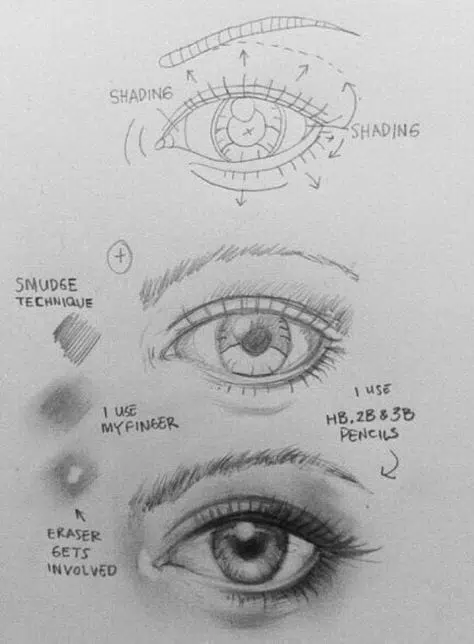 SHADING
SHADING
+
SMUDGE
TECHNIQUE
I USE
MY FINGER
I USE
HB, 2B & 3B
PENCILS
ERASER
GETS
INVOLVED